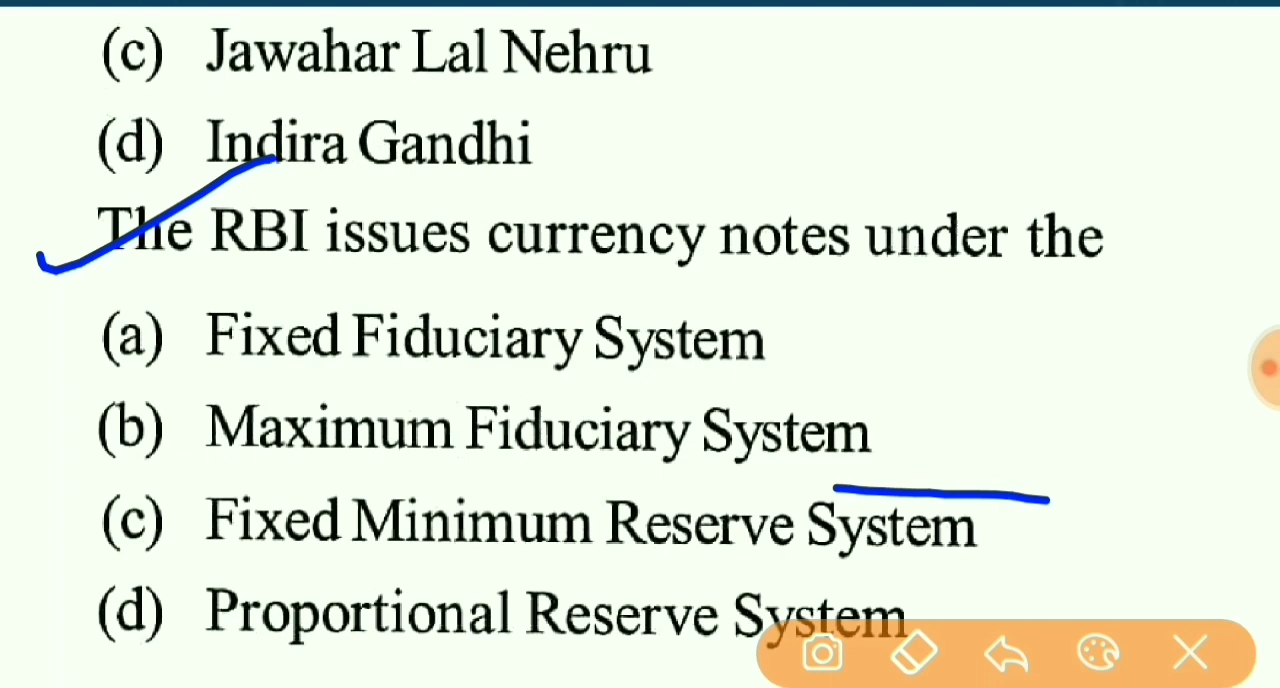 (c) Jawahar Lal Nehru
(d) Indira Gandhi
The RBI issues currency notes under the
(a) Fixed Fiduciary System
(b) Maximum Fiduciary System
(c) Fixed Minimum Reserve System
(d) Proportional Reserve System